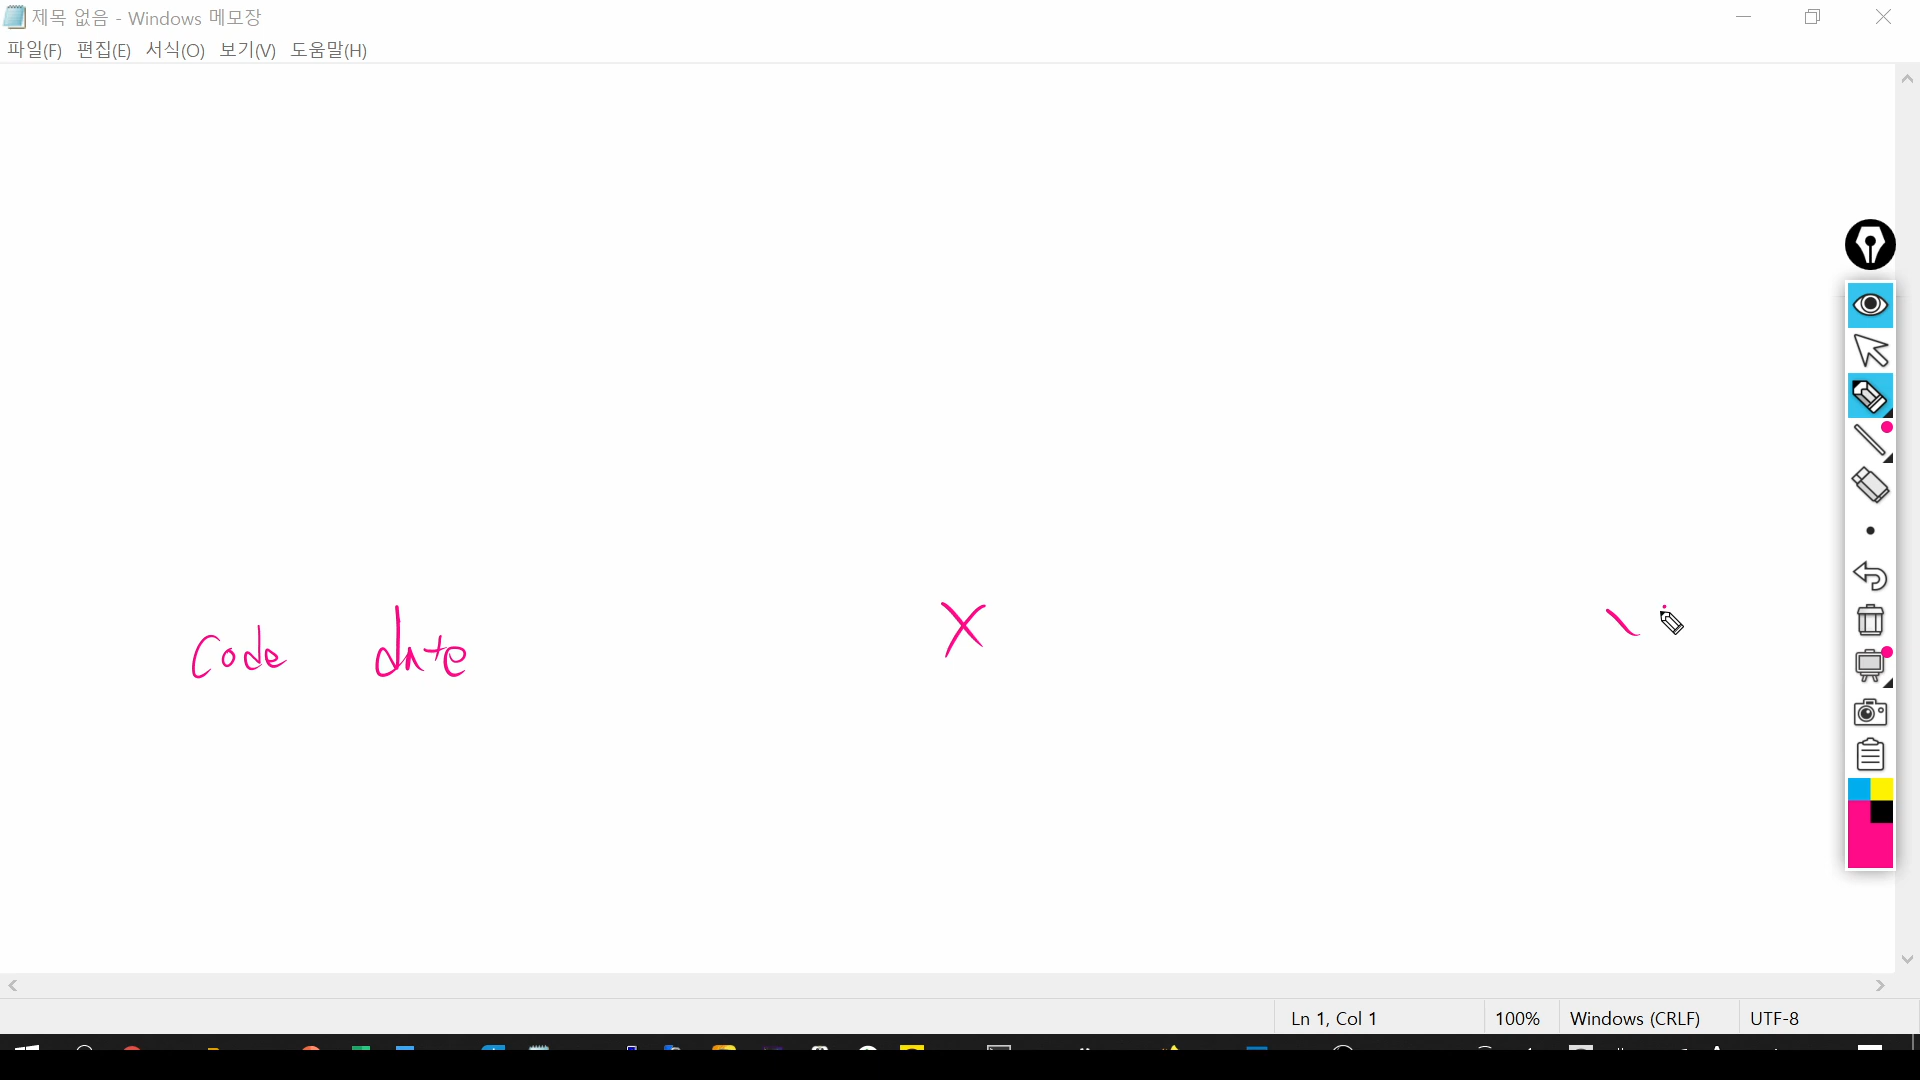 제목 없음 - Windows 메모장
파일(F) 편집(E) 서식(O) 보기(V) 도움말(H)
Code date X
Ln 1, Col 1 100% Windows (CRLF) UTF-8